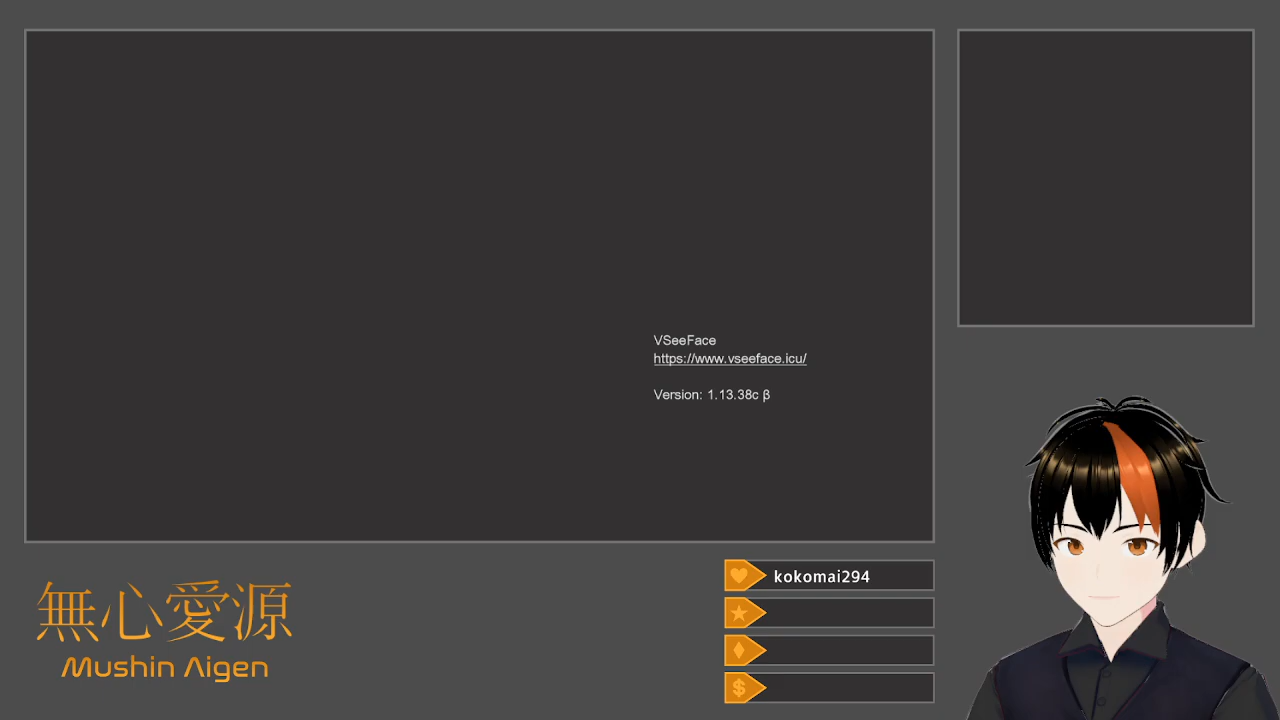 VSeeFace
https://www.vseeface.icu/
Version: 1.13.38c β
無心愛源
Mushin Aigen
kokomai294
$